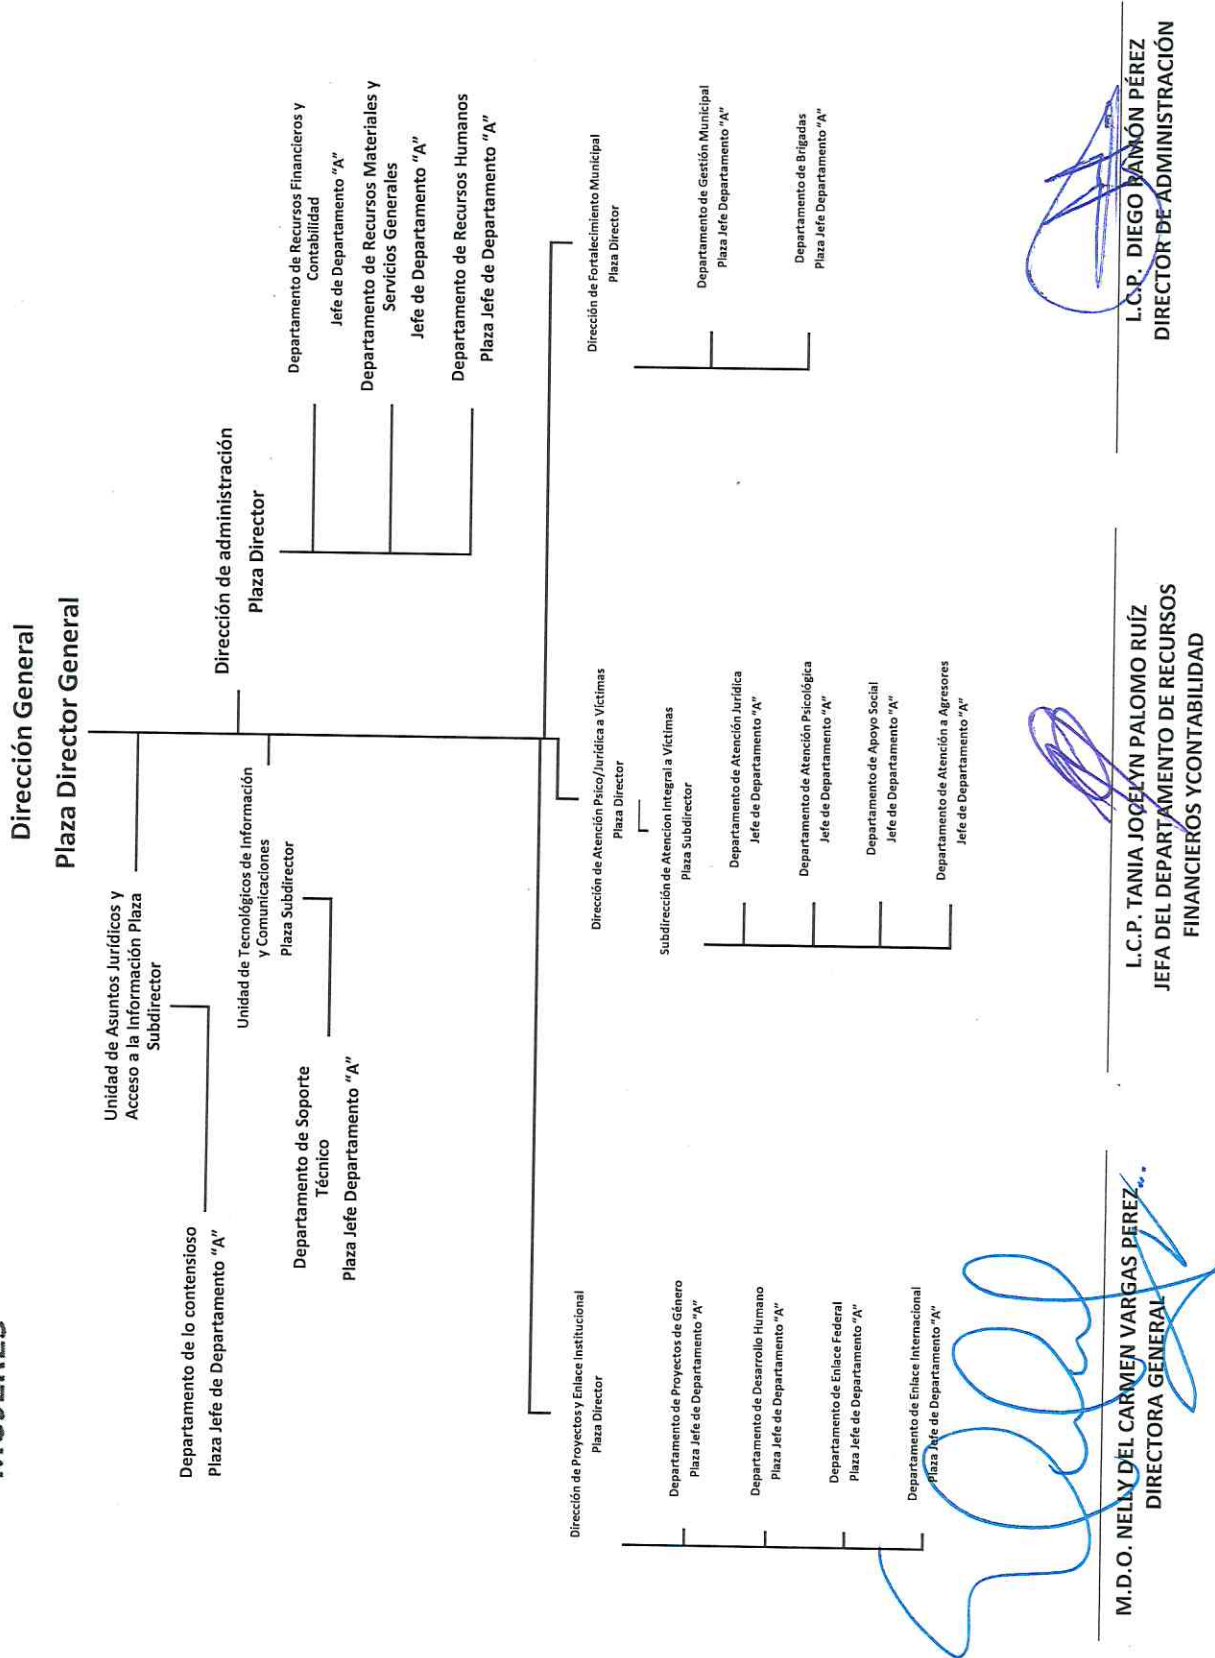 Dirección General
Plaza Director General
Unidad de Asuntos Jurídicos y
Acceso a la Información Plaza
Subdirector
Departamento de lo contensioso
Plaza Jefe de Departamento "A"
Dirección de administración
Plaza Director
Unidad de Tecnológicos de Información
y Comunicaciones
Plaza Subdirector
Departamento de Soporte
Técnico
Plaza Jefe Departamento "A"
Departamento de Recursos Financieros y
Contabilidad
Jefe de Departamento "A"
Departamento de Recursos Materiales y
Servicios Generales
Jefe de Departamento "A"
Departamento de Recursos Humanos
Plaza Jefe de Departamento "A"
Dirección de Proyectos y Enlace Institucional
Plaza Director
Departamento de Proyectos de Género
Plaza Jefe de Departamento "A"
Departamento de Desarrollo Humano
Plaza Jefe de Departamento "A"
Departamento de Enlace Federal
Plaza Jefe de Departamento "A"
Departamento de Enlace Internacional
Plaza Jefe de Departamento "A"
Dirección de Atención Psico/Jurídica a Víctimas
Plaza Director
Subdirección de Atencion Integral a Víctimas
Plaza Subdirector
Departamento de Atención Jurídica
Jefe de Departamento "A"
Departamento de Atención Psicológica
Jefe de Departamento "A"
Departamento de Apoyo Social
Jefe de Departamento "A"
Departamento de Atención a Agresores
Jefe de Departamento "A"
Dirección de Fortalecimiento Municipal
Plaza Director
Departamento de Gestión Municipal
Plaza Jefe Departamento "A"
Departamento de Brigadas
Plaza Jefe Departamento "A"
M.D.O. NELLY DEL CARMEN VARGAS PEREZ
DIRECTORA GENERAL
L.C.P. TANIA JOCELYN PALOMO RUÍZ
JEFA DEL DEPARTAMENTO DE RECURSOS
FINANCIEROS YCONTABILIDAD
L.C.P. DIEGO RAMÓN PÉREZ
DIRECTOR DE ADMINISTRACIÓN